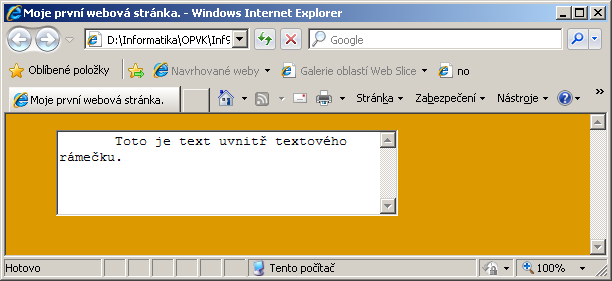 Moje první webová stránka. - Windows Internet Explorer
D:\Informatika\OPVK\Inf9
Google
Oblíbené položky
Navrhované weby
Galerie oblastí Web Slice
no
Moje první webová stránka.
Stránka
Zabezpečení
Nástroje
Toto je text uvnitř textového
rámečku.
Hotovo
Tento počítač
100%